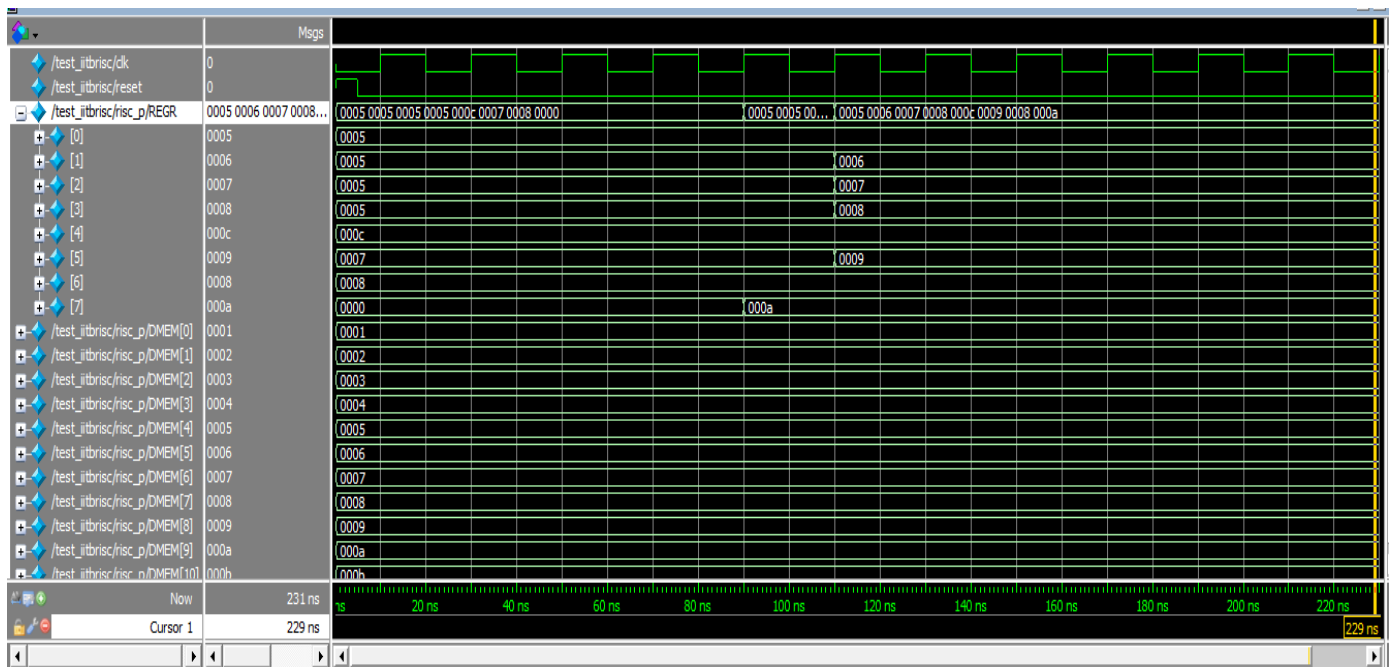 Msgs
/test_iitbrisc/clk 0
/test_iitbrisc/reset 0
/test_iitbrisc/risc_p/REGR 0005 0006 0007 0008... 0005 0005 0005 0005 000c 0007 0008 0000 0005 0005 00... 0005 0006 0007 0008 000c 0009 0008 000a
[0] 0005 0005
[1] 0006 0005 0006
[2] 0007 0005 0007
[3] 0008 0005 0008
[4] 000c 000c
[5] 0009 0007 0009
[6] 0008 0008
[7] 000a 0000 000a
/test_iitbrisc/risc_p/DMEM[0] 0001 0001
/test_iitbrisc/risc_p/DMEM[1] 0002 0002
/test_iitbrisc/risc_p/DMEM[2] 0003 0003
/test_iitbrisc/risc_p/DMEM[3] 0004 0004
/test_iitbrisc/risc_p/DMEM[4] 0005 0005
/test_iitbrisc/risc_p/DMEM[5] 0006 0006
/test_iitbrisc/risc_p/DMEM[6] 0007 0007
/test_iitbrisc/risc_p/DMEM[7] 0008 0008
/test_iitbrisc/risc_p/DMEM[8] 0009 0009
/test_iitbrisc/risc_p/DMEM[9] 000a 000a
/test_iitbrisc/risc_p/DMEM[10] 000b 000b
Now 231 ns ns 20 ns 40 ns 60 ns 80 ns 100 ns 120 ns 140 ns 160 ns 180 ns 200 ns 220 ns
Cursor 1 229 ns 229 ns